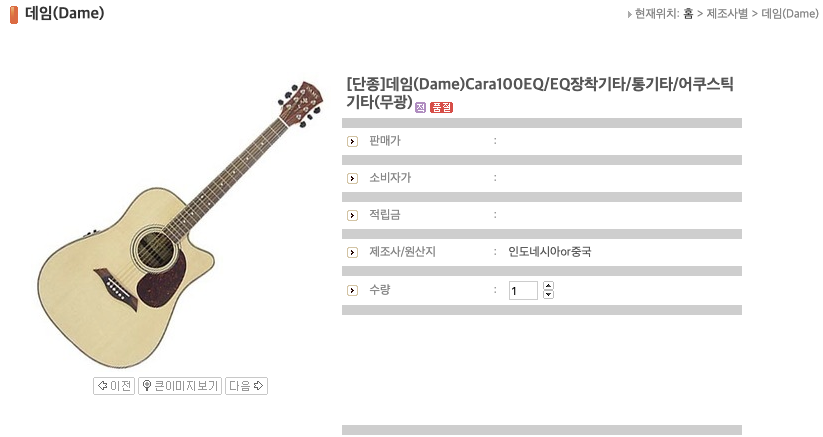 데임(Dame)
현재위치: 홈 > 제조사별 > 데임(Dame)
[단종]데임(Dame)Cara100EQ/EQ장착기타/통기타/어쿠스틱
기타(무광) 품절
판매가 :
소비자가 :
적립금 :
제조사/원산지 : 인도네시아or중국
수량 : 1
이전 큰이미지보기 다음